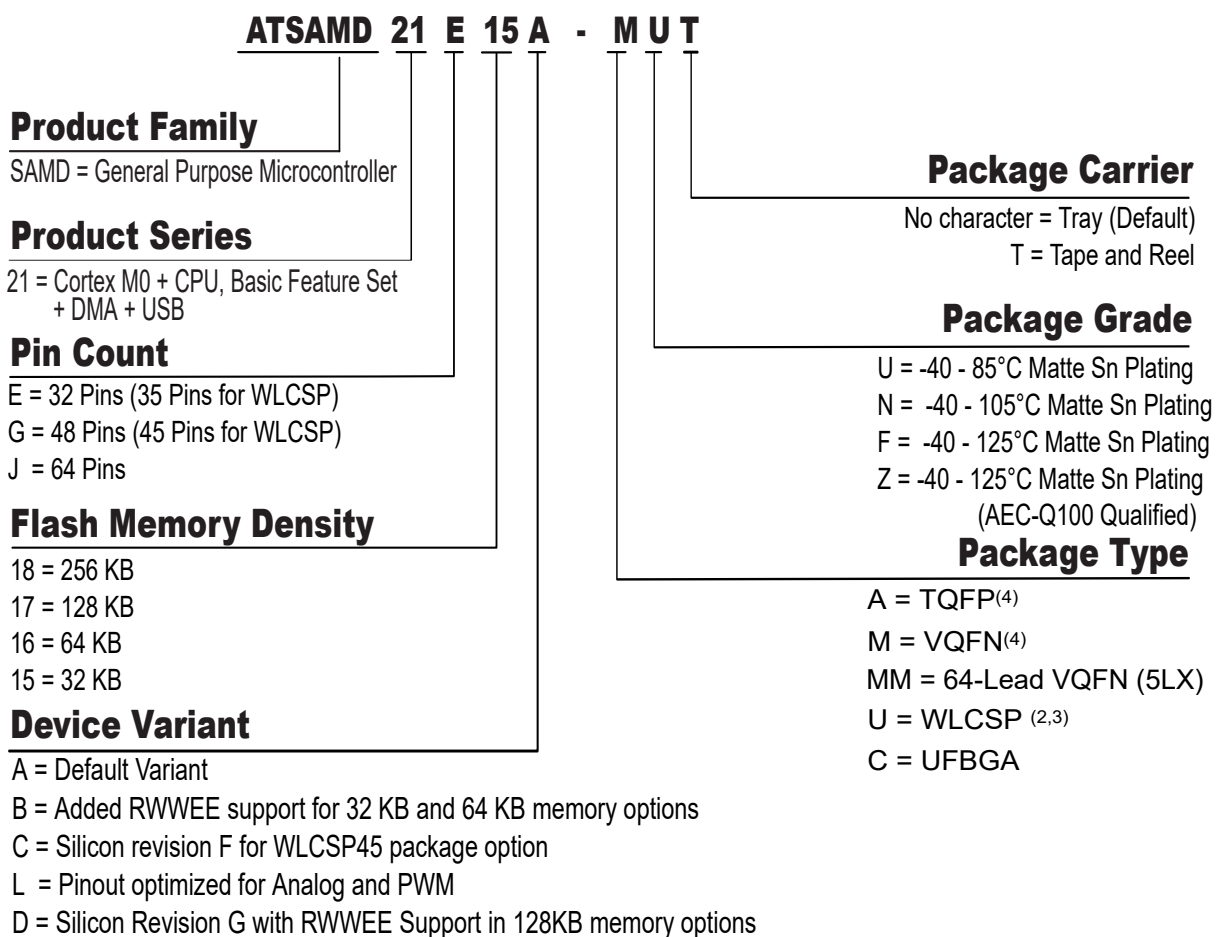 ATSAMD 21 E 15 A - M U T
Product Family
SAMD = General Purpose Microcontroller
Product Series
21 = Cortex M0 + CPU, Basic Feature Set
+ DMA + USB
Pin Count
E = 32 Pins (35 Pins for WLCSP)
G = 48 Pins (45 Pins for WLCSP)
J = 64 Pins
Flash Memory Density
18 = 256 KB
17 = 128 KB
16 = 64 KB
15 = 32 KB
Device Variant
A = Default Variant
B = Added RWWEE support for 32 KB and 64 KB memory options
C = Silicon revision F for WLCSP45 package option
L = Pinout optimized for Analog and PWM
D = Silicon Revision G with RWWEE Support in 128KB memory options
Package Carrier
No character = Tray (Default)
T = Tape and Reel
Package Grade
U = -40 - 85°C Matte Sn Plating
N = -40 - 105°C Matte Sn Plating
F = -40 - 125°C Matte Sn Plating
Z = -40 - 125°C Matte Sn Plating
(AEC-Q100 Qualified)
Package Type
A = TQFP(4)
M = VQFN(4)
MM = 64-Lead VQFN (5LX)
U = WLCSP (2,3)
C = UFBGA